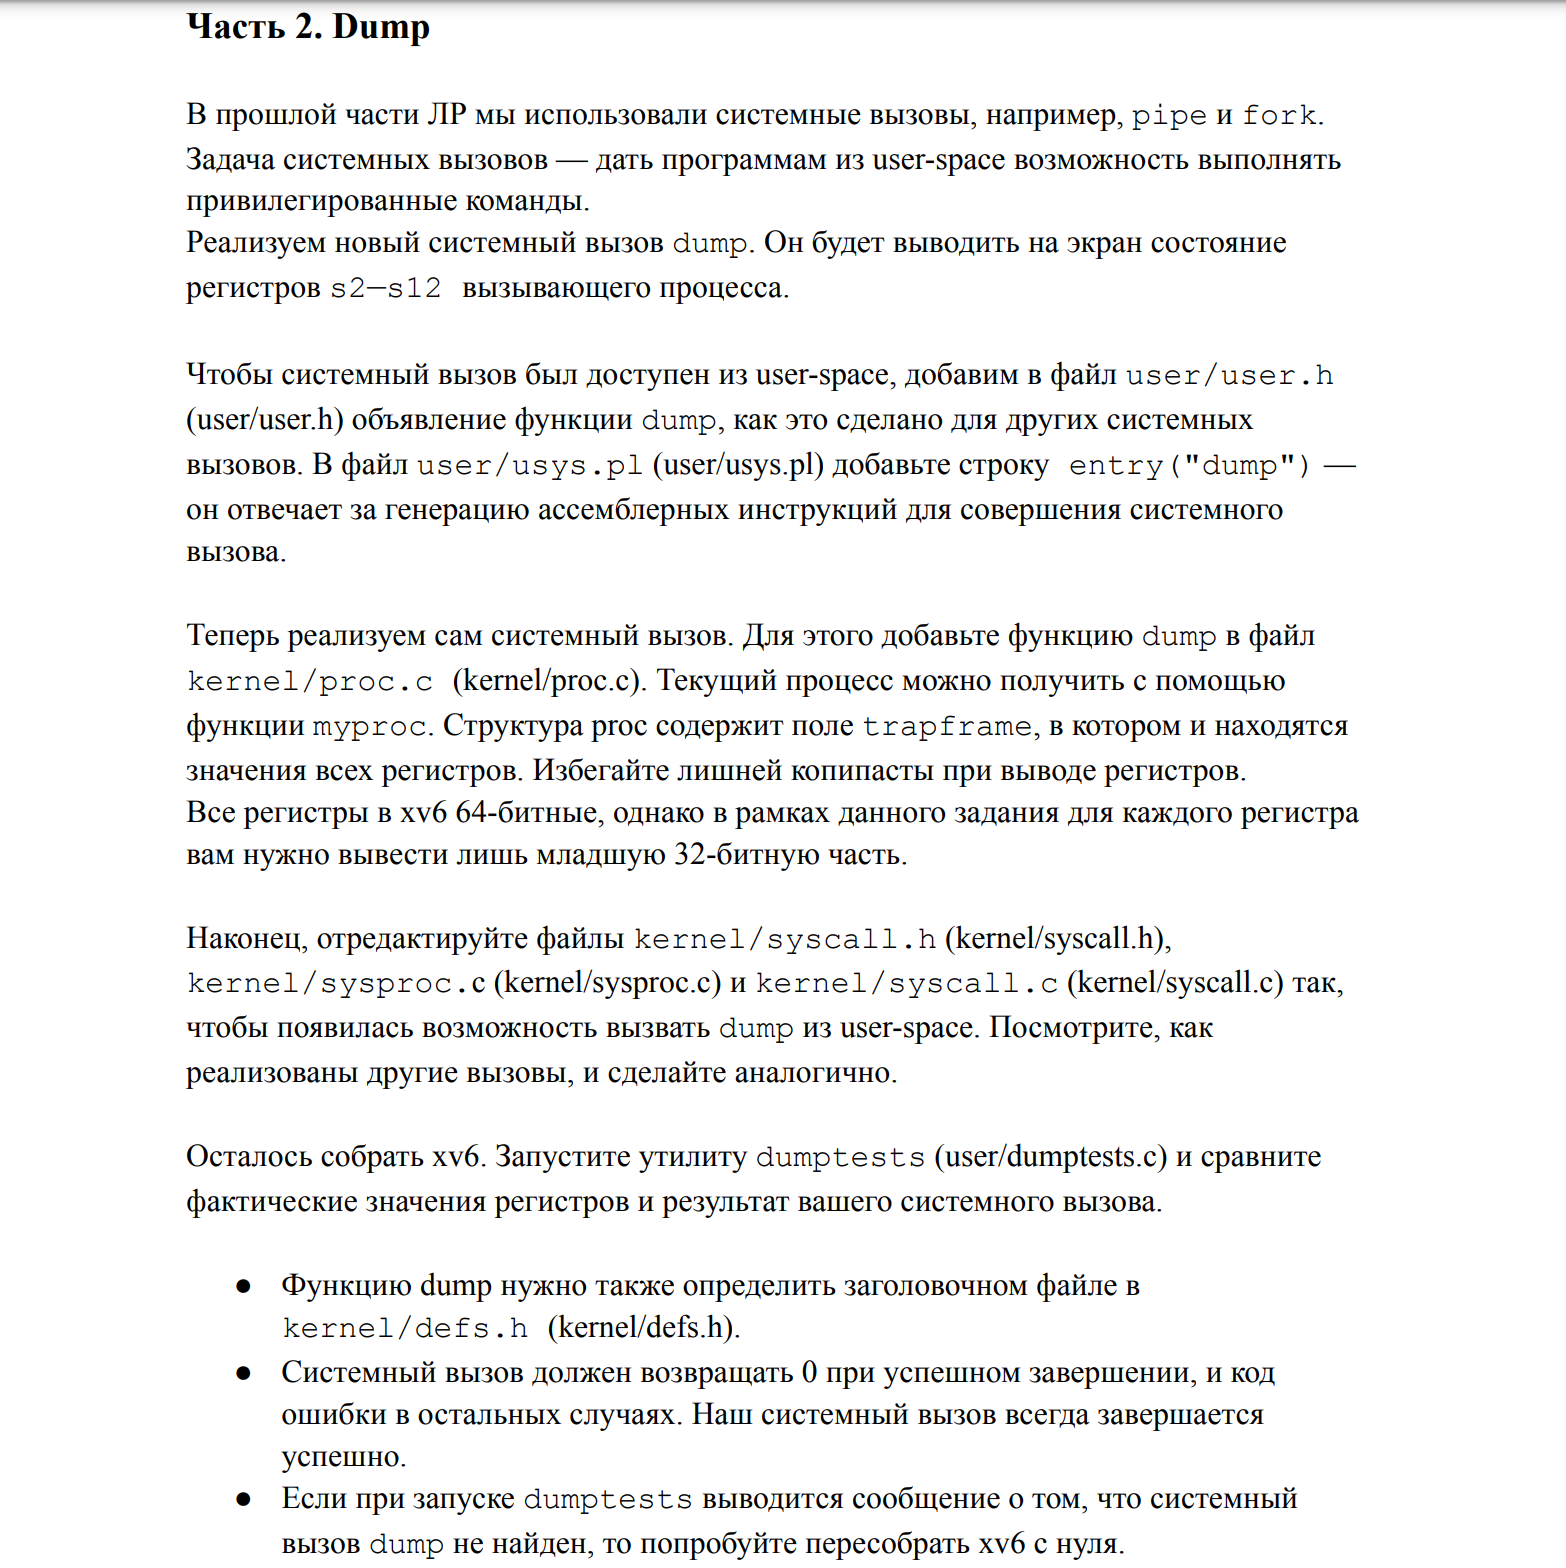 Часть 2. Dump
В прошлой части ЛР мы использовали системные вызовы, например, pipe и fork.
Задача системных вызовов — дать программам из user-space возможность выполнять
привилегированные команды.
Реализуем новый системный вызов dump. Он будет выводить на экран состояние
регистров s2—s12 вызывающего процесса.
Чтобы системный вызов был доступен из user-space, добавим в файл user/user.h
(user/user.h) объявление функции dump, как это сделано для других системных
вызовов. В файл user/usys.pl (user/usys.pl) добавьте строку entry("dump") —
он отвечает за генерацию ассемблерных инструкций для совершения системного
вызова.
Теперь реализуем сам системный вызов. Для этого добавьте функцию dump в файл
kernel/proc.c (kernel/proc.c). Текущий процесс можно получить с помощью
функции myproc. Структура proc содержит поле trapframe, в котором и находятся
значения всех регистров. Избегайте лишней копипасты при выводе регистров.
Все регистры в xv6 64-битные, однако в рамках данного задания для каждого регистра
вам нужно вывести лишь младшую 32-битную часть.
Наконец, отредактируйте файлы kernel/syscall.h (kernel/syscall.h),
kernel/sysproc.c (kernel/sysproc.c) и kernel/syscall.c (kernel/syscall.c) так,
чтобы появилась возможность вызвать dump из user-space. Посмотрите, как
реализованы другие вызовы, и сделайте аналогично.
Осталось собрать xv6. Запустите утилиту dumptests (user/dumptests.c) и сравните
фактические значения регистров и результат вашего системного вызова.
● Функцию dump нужно также определить заголовочном файле в
kernel/defs.h (kernel/defs.h).
● Системный вызов должен возвращать 0 при успешном завершении, и код
ошибки в остальных случаях. Наш системный вызов всегда завершается
успешно.
● Если при запуске dumptests выводится сообщение о том, что системный
вызов dump не найден, то попробуйте пересобрать xv6 с нуля.